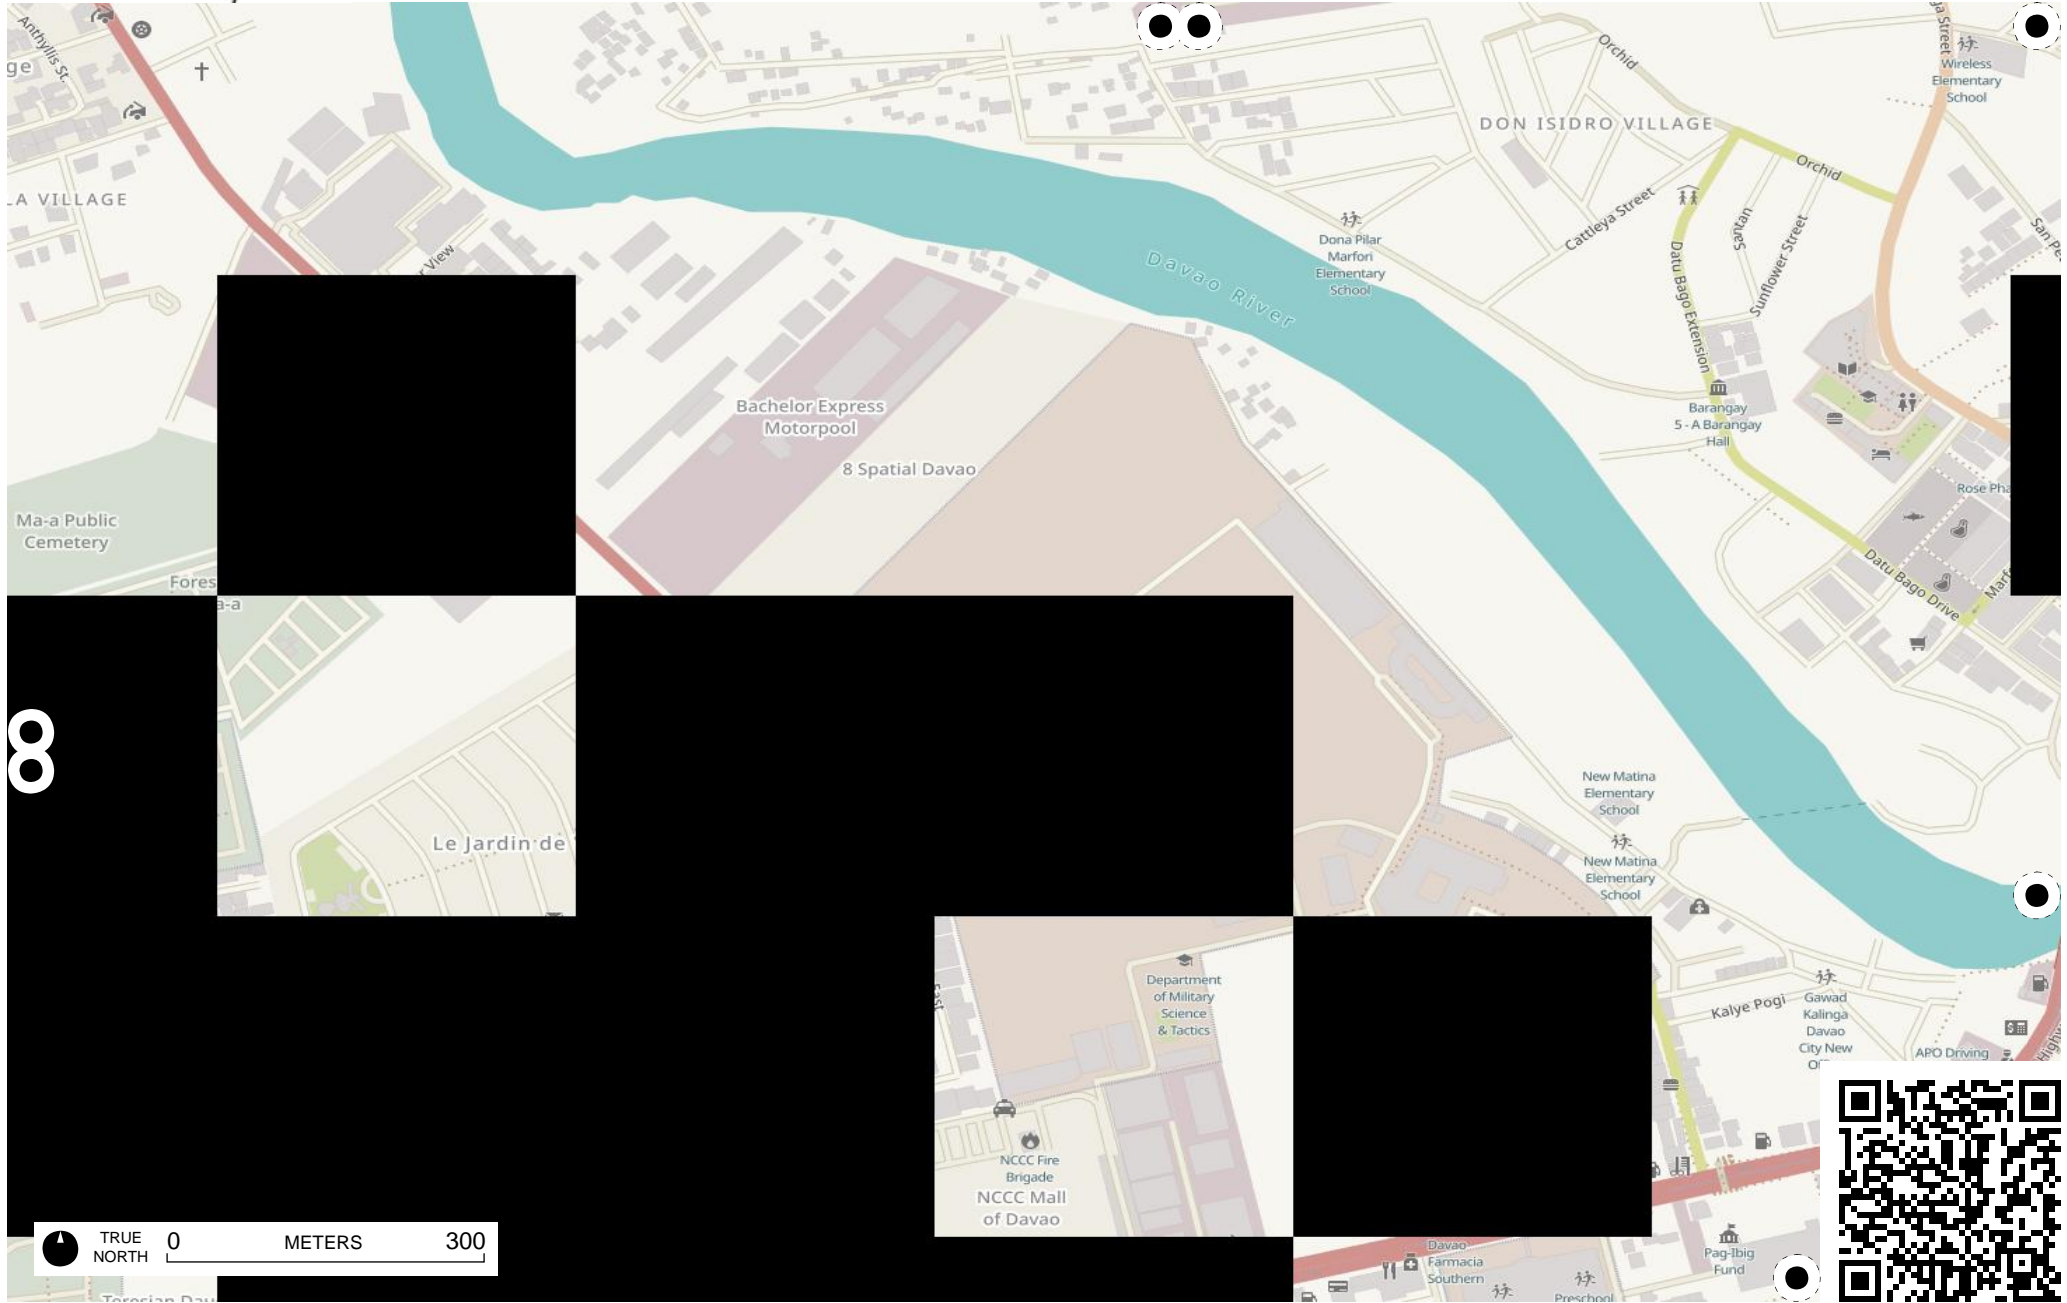 Anthyllis St.
ge
LA VILLAGE
r View
Davao River
Dona Pilar
Marfori
Elementary
School
DON ISIDRO VILLAGE
Orchid
Orchid
Cattleya Street
Santan
Sunflower Street
Datu Bago Extension
Wireless
Elementary
School
Bachelor Express
Motorpool
8 Spatial Davao
Barangay
5 - A Barangay
Hall
Rose Pha
Ma-a Public
Cemetery
Fores
a-a
Datu Bago Drive
Marf
Le Jardin de
New Matina
Elementary
School
New Matina
Elementary
School
East
Department
of Military
Science
& Tactics
Kalye Pogi
Gawad
Kalinga
Davao
City New
APO Driving
NCCC Fire
Brigade
NCCC Mall
of Davao
Davao
Farmacia
Southern
Preschool
Pag-Ibig
Fund
TRUE
NORTH
0 METERS 300